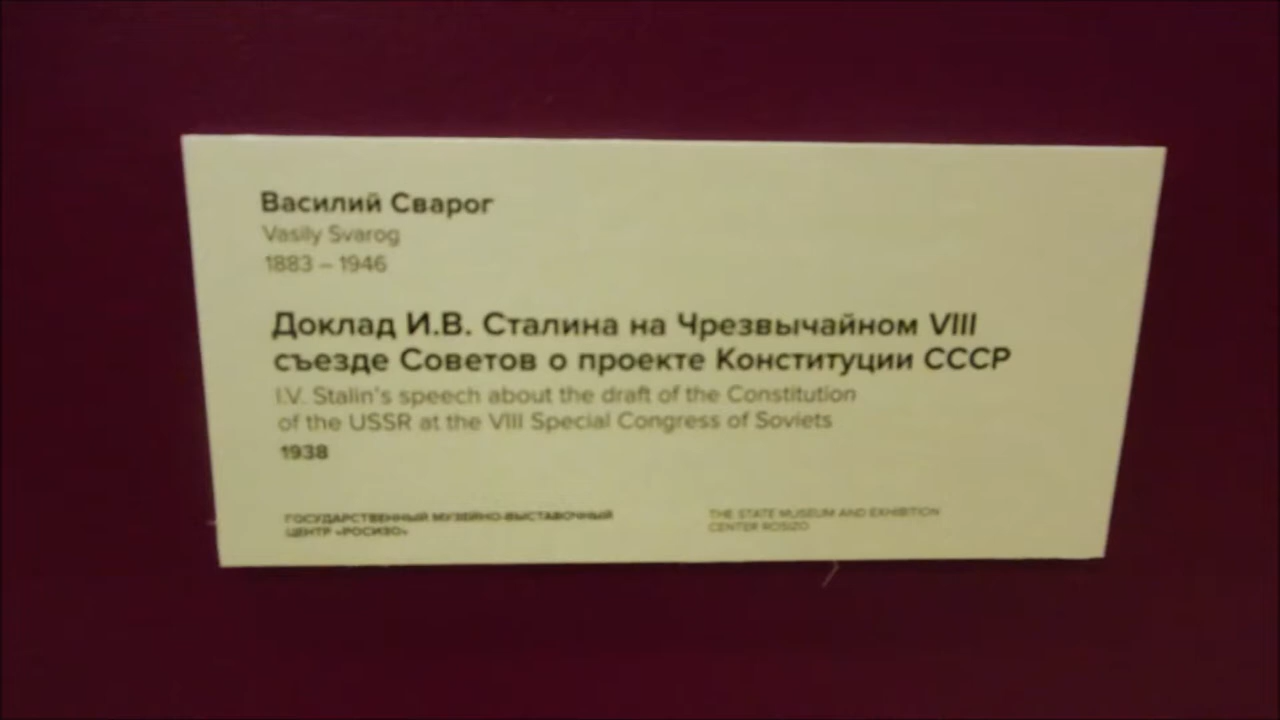 Василий Сварог
Vasily Svarog
1883 – 1946
Доклад И.В. Сталина на Чрезвычайном VIII
съезде Советов о проекте Конституции СССР
I.V. Stalin's speech about the draft of the Constitution
of the USSR at the VIII Special Congress of Soviets
1938
ГОСУДАРСТВЕННЫЙ МУЗЕЙНО-ВЫСТАВОЧНЫЙ
ЦЕНТР «РОСИЗО»
THE STATE MUSEUM AND EXHIBITION
CENTER ROSIZO